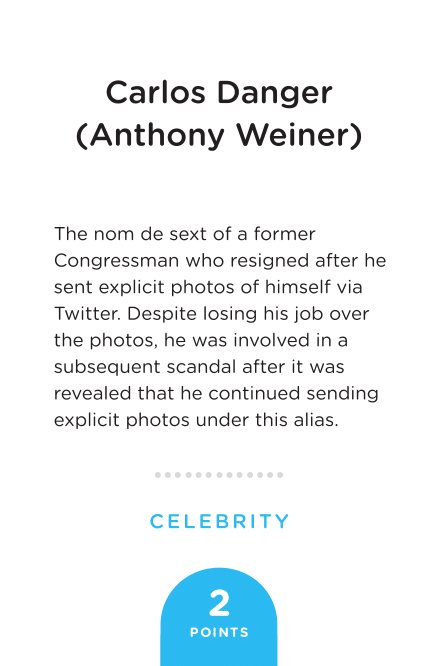 Carlos Danger
(Anthony Weiner)
The nom de sext of a former
Congressman who resigned after he
sent explicit photos of himself via
Twitter. Despite losing his job over
the photos, he was involved in a
subsequent scandal after it was
revealed that he continued sending
explicit photos under this alias.
CELEBRITY
2
POINTS